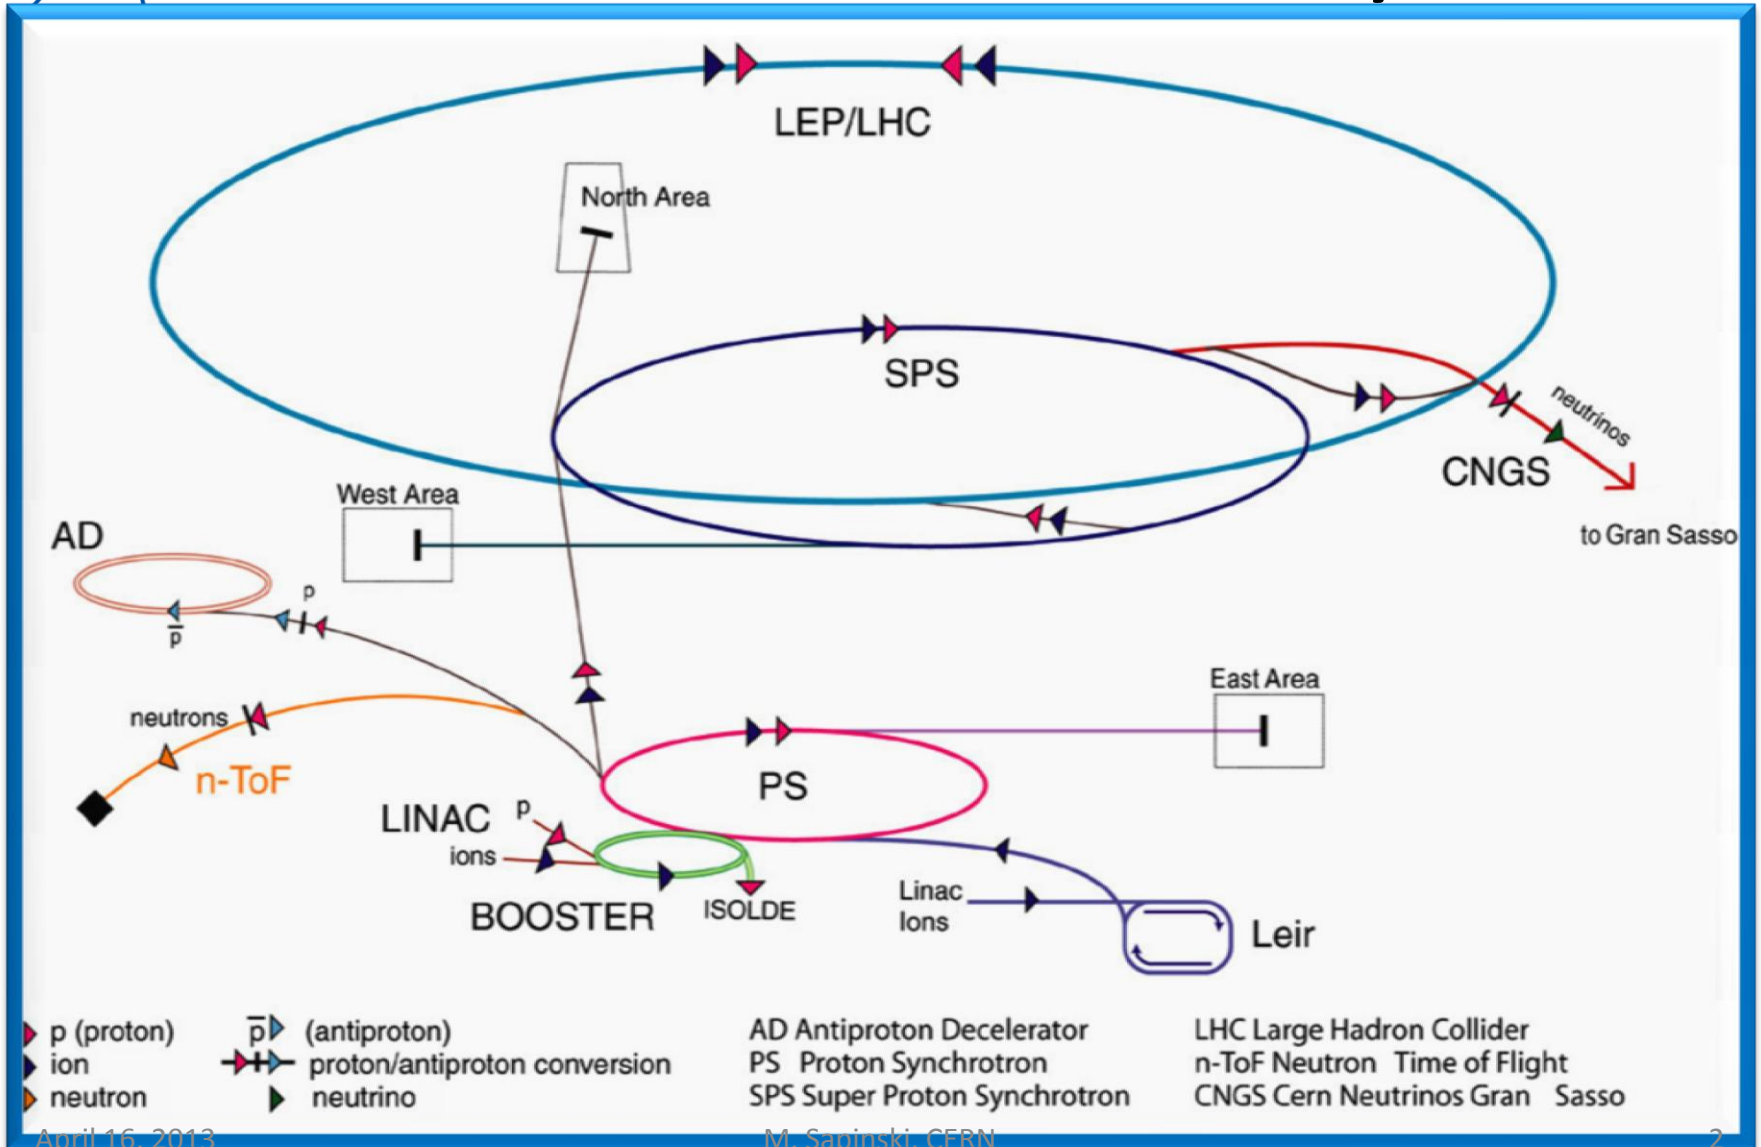 LEP/LHC
North Area
SPS
neutrinos
CNGS
West Area
to Gran Sasso
AD
p
p̅
East Area
neutrons
n-ToF
PS
LINAC
p
ions
BOOSTER
ISOLDE
Linac
Ions
Leir
p (proton)
p̅ (antiproton)
AD Antiproton Decelerator
LHC Large Hadron Collider
ion
proton/antiproton conversion
PS Proton Synchrotron
n-ToF Neutron Time of Flight
neutron
neutrino
SPS Super Proton Synchrotron
CNGS Cern Neutrinos Gran Sasso
April 16, 2013
M. Sapinski, CERN
2